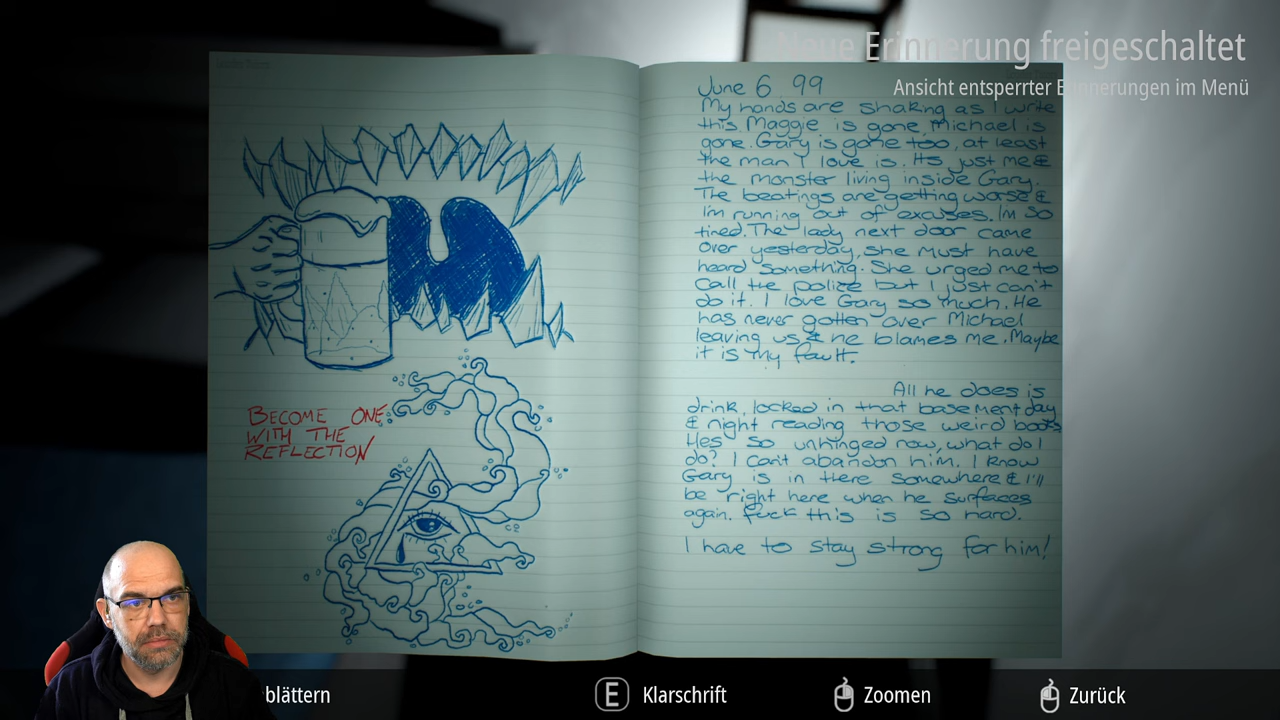 Neue Erinnerung freigeschaltet
Ansicht entsperrter Erinnerungen im Menü
June 6 99
My hands are shaking as I write
this. Maggie is gone, Michael is
gone. Gary is gone too, at least
the man I love is. Its just me &
the monster living inside Gary.
The beatings are getting worse &
I'm running out of excuses. Im so
tired. The lady next door came
over yesterday, she must have
heard something. She urged me to
call the police but I just can't
do it. I love Gary so much. He
has never gotten over Michael
leaving us & he blames me. Maybe
it is my fault.
All he does is
drink, locked in that basement day
& night reading those weird books
Hes so unhinged now, what do I
do? I cant abandon him. I know
Gary is in there somewhere & I'll
be right here when he surfaces
again. Fuck this is so hard.
I have to stay strong for him!
BECOME ONE
WITH THE
REFLECTION
blättern
E Klarschrift
Zoomen
Zurück